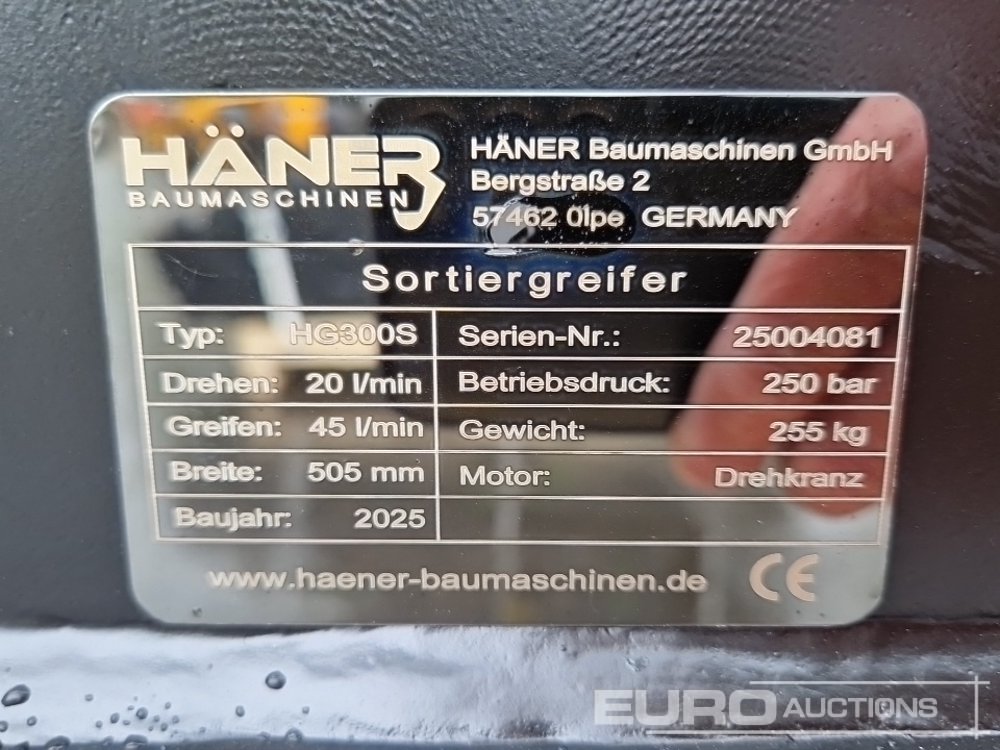 HÄNER
BAUMASCHINEN
HÄNER Baumaschinen GmbH
Bergstraße 2
57462 Olpe GERMANY
Sortiergreifer
Typ: HG300S Serien-Nr.: 25004081
Drehen: 20 l/min Betriebsdruck: 250 bar
Greifen: 45 l/min Gewicht: 255 kg
Breite: 505 mm Motor: Drehkranz
Baujahr: 2025
www.haener-baumaschinen.de CE
EURO AUCTIONS